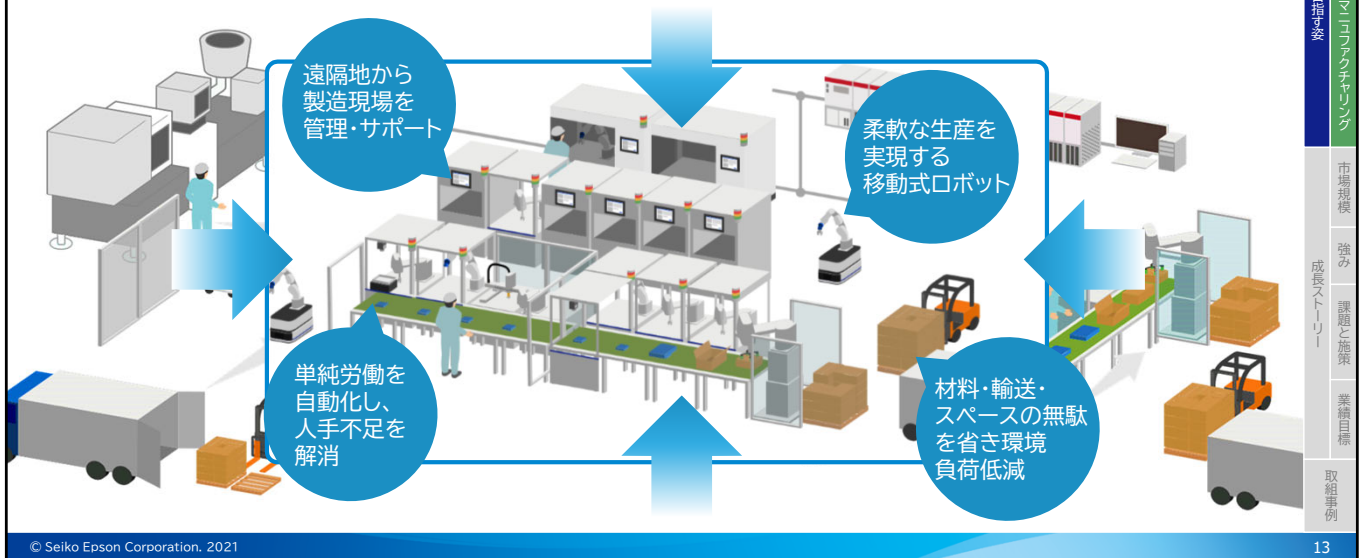 遠隔地から
製造現場を
管理・サポート
柔軟な生産を
実現する
移動式ロボット
単純労働を
自動化し、
人手不足を
解消
材料・輸送・
スペースの無駄
を省き環境
負荷低減
指す姿
マニュファクチャリング
成長ストーリー
市場規模
強み
課題と施策
業績目標
取組事例
© Seiko Epson Corporation. 2021
13